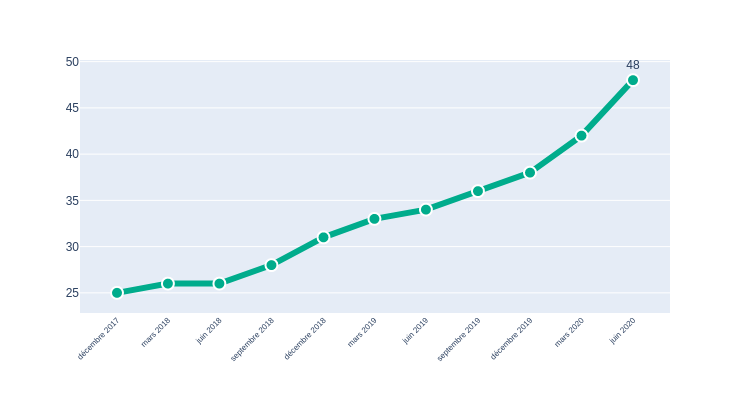 50
48
45
40
35
30
25
décembre 2017
mars 2018
juin 2018
septembre 2018
décembre 2018
mars 2019
juin 2019
septembre 2019
décembre 2019
mars 2020
juin 2020